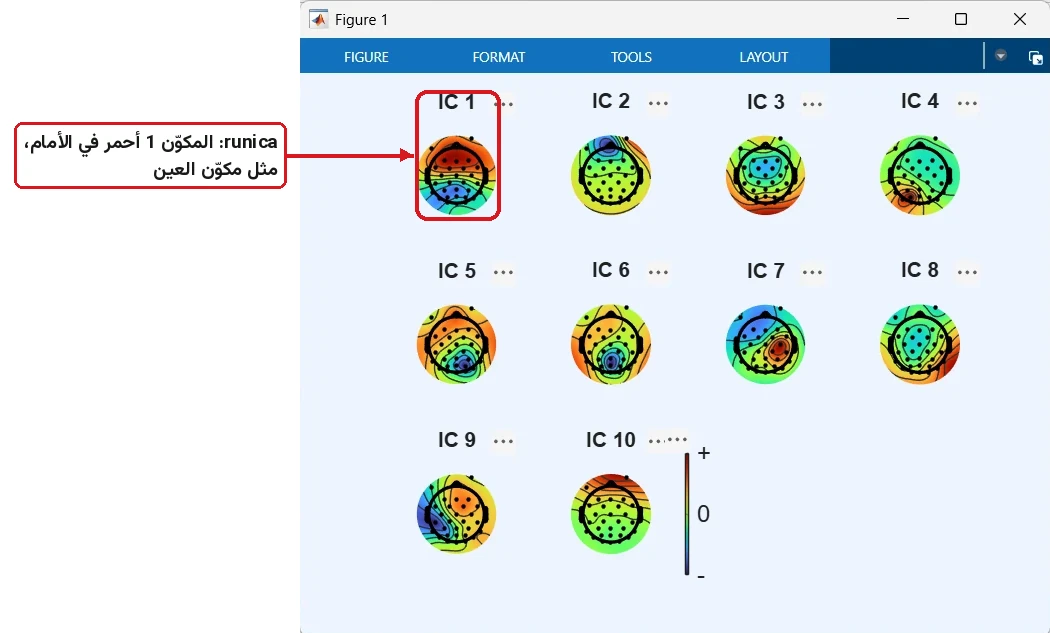 Figure 1
FIGURE FORMAT TOOLS LAYOUT
IC 1 ... IC 2 ... IC 3 ... IC 4 ...
runica: المكوّن 1 أحمر في الأمام،
مثل مكوّن العين
IC 5 ... IC 6 ... IC 7 ... IC 8 ...
IC 9 ... IC 10 ......
+
0
-